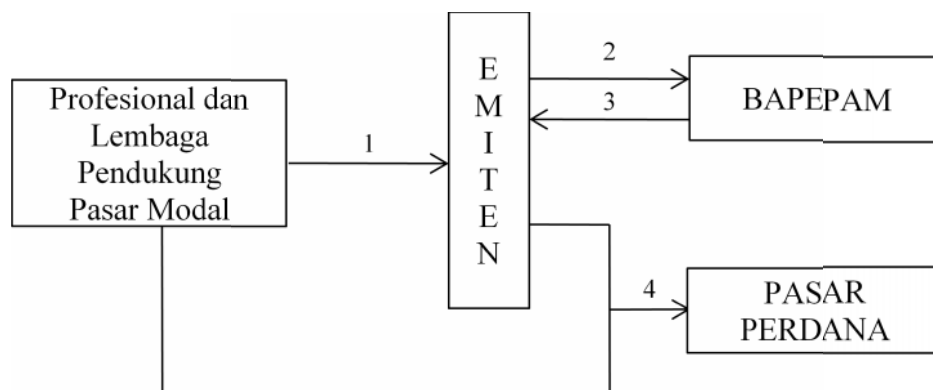 Profesional dan
Lembaga
Pendukung
Pasar Modal
1
E
M
I
T
E
N
2
3
BAPEPAM
4
PASAR
PERDANA